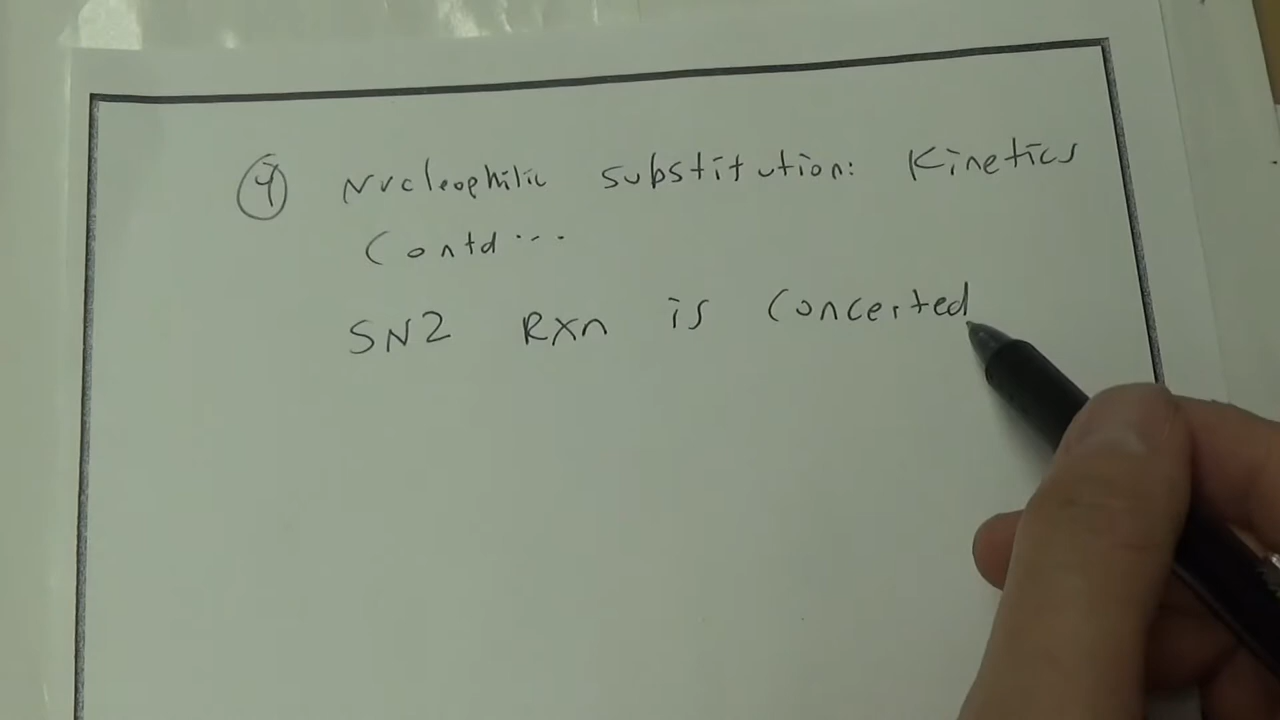 ④ Nucleophilic substitution: Kinetics
Contd...
SN2 Rxn is Concerted